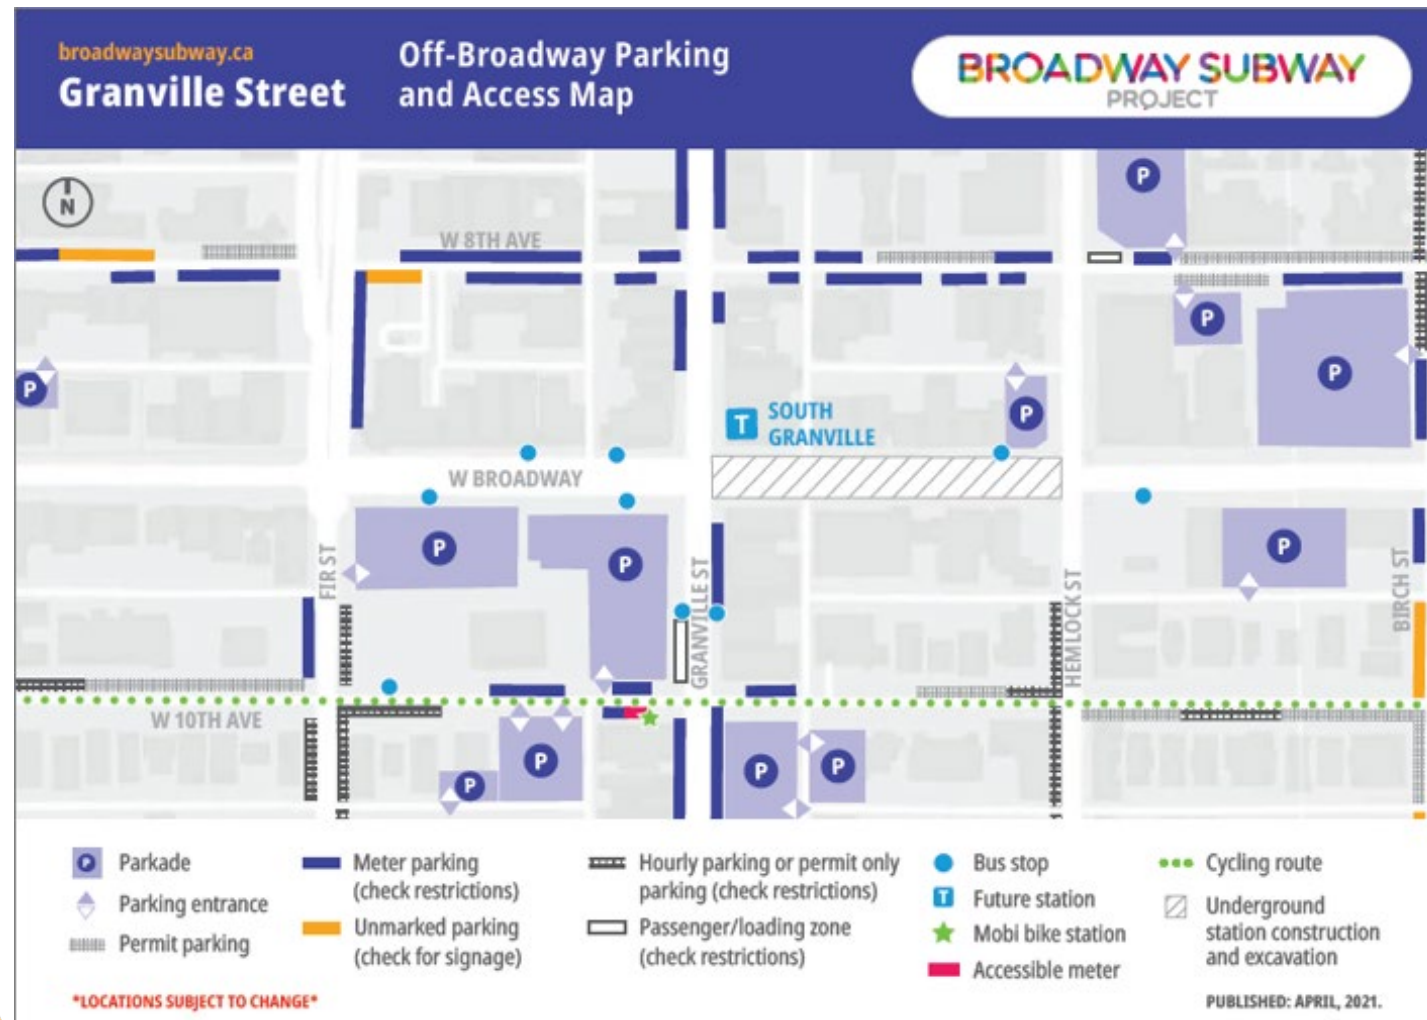 broadwaysubway.ca
Granville Street
Off-Broadway Parking
and Access Map
BROADWAY SUBWAY
PROJECT
N
P
W 8TH AVE
P
P
P
T
SOUTH
GRANVILLE
P
W BROADWAY
P
P
P
FIR ST
GRANVILLE ST
HEMLOCK ST
BIRCH ST
W 10TH AVE
P
P
P
P
P
Parkade
Parking entrance
Permit parking
Meter parking
(check restrictions)
Unmarked parking
(check for signage)
Hourly parking or permit only
parking (check restrictions)
Passenger/loading zone
(check restrictions)
Bus stop
T
Future station
Mobi bike station
Accessible meter
Cycling route
Underground
station construction
and excavation
*LOCATIONS SUBJECT TO CHANGE*
PUBLISHED: APRIL, 2021.